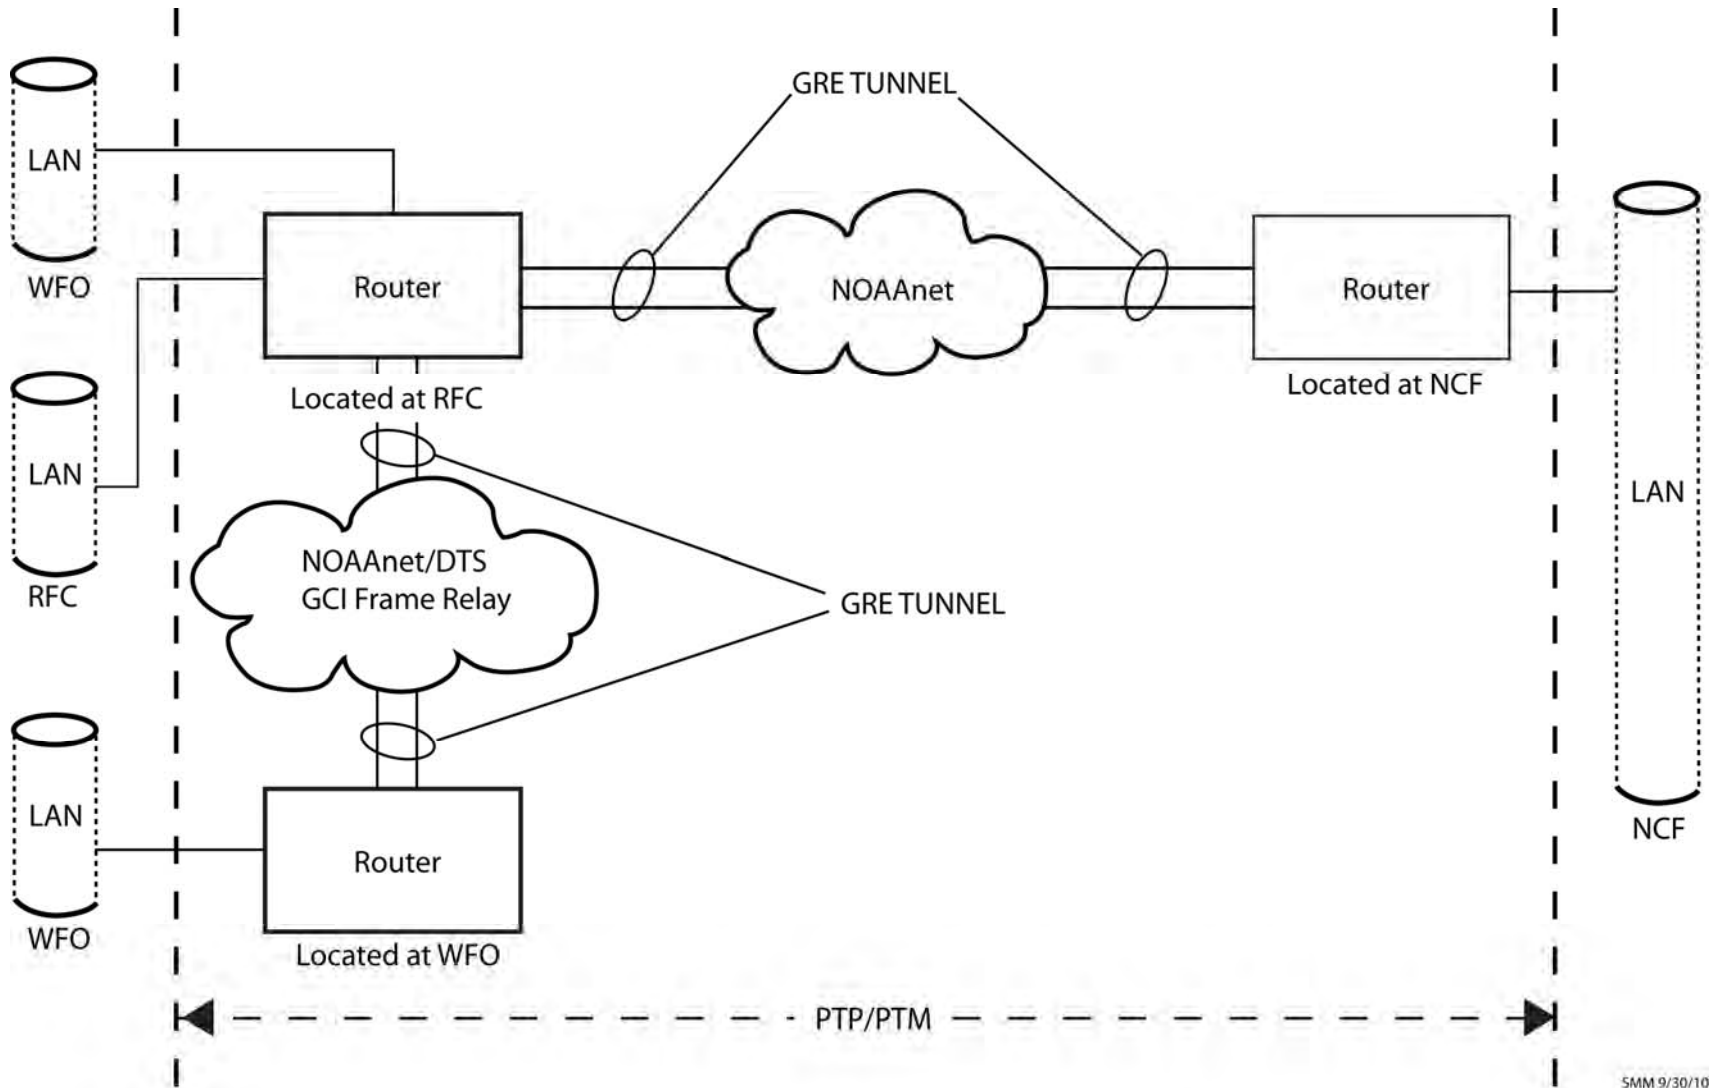 GRE TUNNEL
LAN
WFO
Router
NOAAnet
Router
Located at RFC
Located at NCF
LAN
RFC
LAN
NCF
NOAAnet/DTS
GCI Frame Relay
GRE TUNNEL
LAN
WFO
Router
Located at WFO
PTP/PTM
SMM 9/30/10